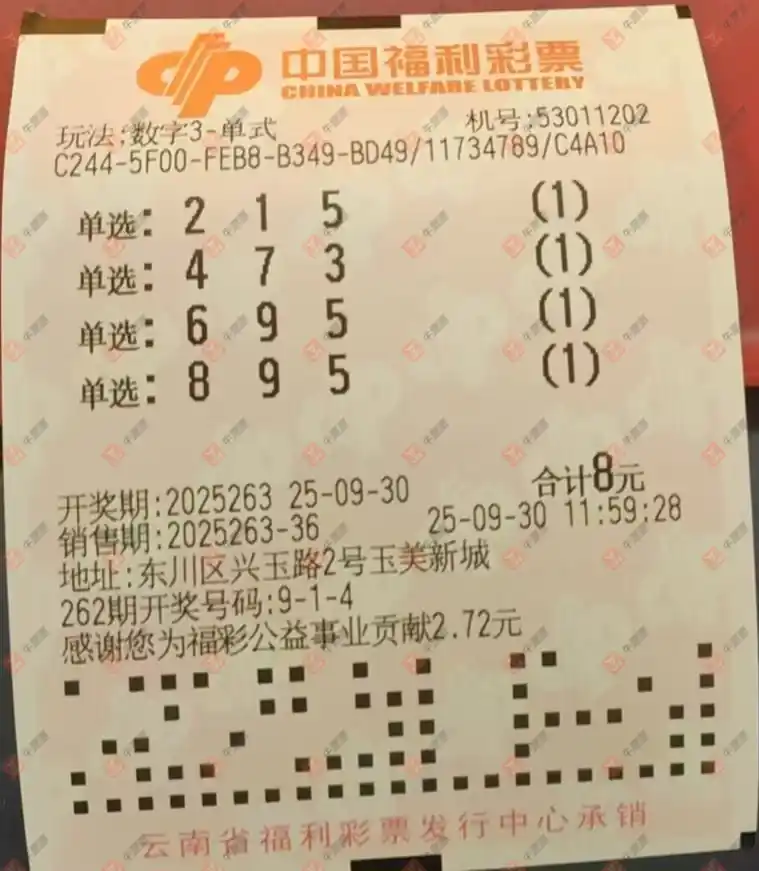 中国福利彩票
CHINA WELFARE LOTTERY
玩法:数字3-单式 机号:53011202
C244-5F00-FEB8-B349-BD49/11734789/C4A10
单选: 2 1 5 (1)
单选: 4 7 3 (1)
单选: 6 9 5 (1)
单选: 8 9 5 (1)
合计8元
开奖期:2025263 25-09-30
销售期:2025263-36 25-09-30 11:59:28
地址:东川区兴玉路2号玉美新城
262期开奖号码:9-1-4
感谢您为福彩公益事业贡献2.72元
云南省福利彩票发行中心承销